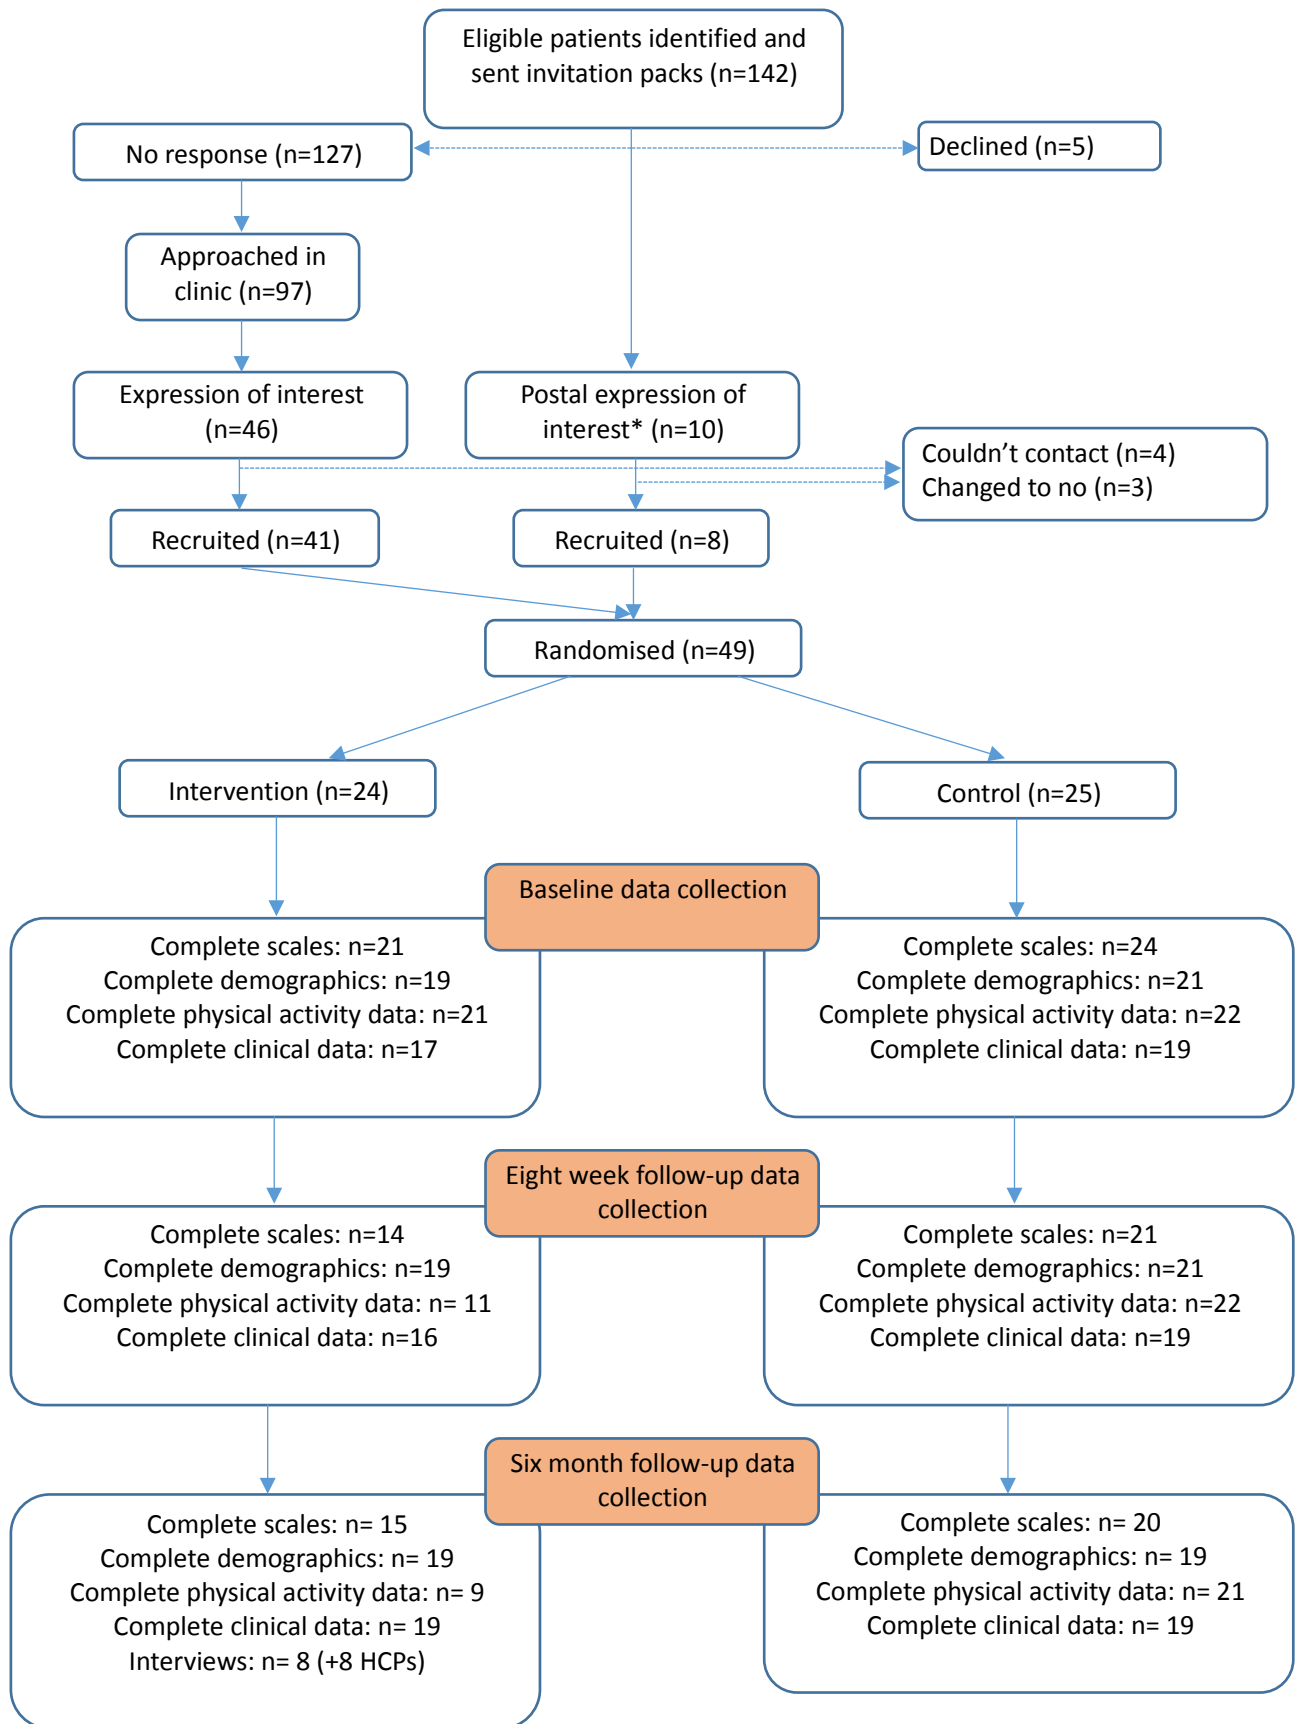 Eligible patients identified and
sent invitation packs (n=142)
No response (n=127)
Declined (n=5)
Approached in
clinic (n=97)
Expression of interest
(n=46)
Postal expression of
interest* (n=10)
Couldn’t contact (n=4)
Changed to no (n=3)
Recruited (n=41)
Recruited (n=8)
Randomised (n=49)
Intervention (n=24)
Control (n=25)
Baseline data collection
Complete scales: n=21
Complete demographics: n=19
Complete physical activity data: n=21
Complete clinical data: n=17
Complete scales: n=24
Complete demographics: n=21
Complete physical activity data: n=22
Complete clinical data: n=19
Eight week follow-up data
collection
Complete scales: n=14
Complete demographics: n=19
Complete physical activity data: n= 11
Complete clinical data: n=16
Complete scales: n=21
Complete demographics: n=21
Complete physical activity data: n=22
Complete clinical data: n=19
Six month follow-up data
collection
Complete scales: n= 15
Complete demographics: n= 19
Complete physical activity data: n= 9
Complete clinical data: n= 19
Interviews: n= 8 (+8 HCPs)
Complete scales: n= 20
Complete demographics: n= 19
Complete physical activity data: n= 21
Complete clinical data: n= 19